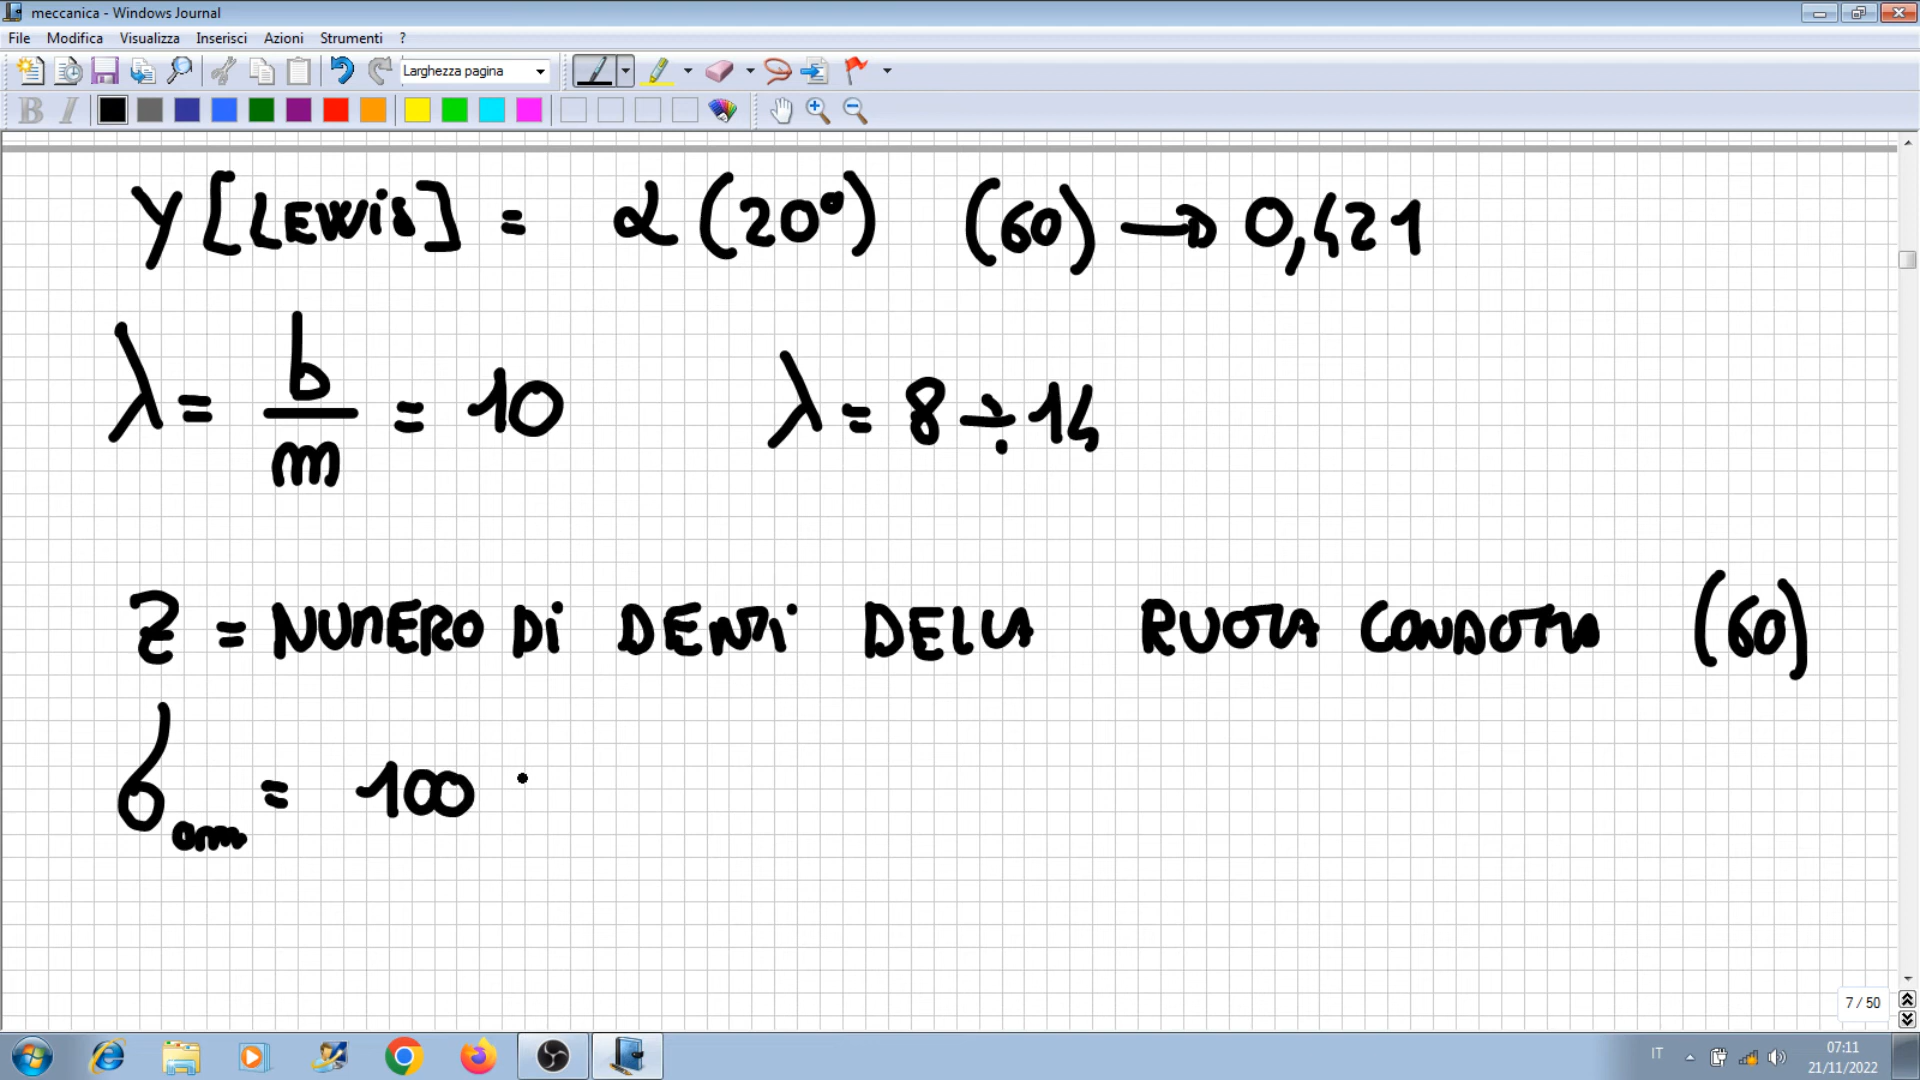 meccanica - Windows Journal
File Modifica Visualizza Inserisci Azioni Strumenti ?
Larghezza pagina
B I
Y [LEWIS] = α (20°) (60) → 0,421
λ = b/m = 10 λ = 8 ÷ 14
Z = NUMERO DI DENTI DELLA RUOTA CONDOTTA (60)
σam = 100
7 / 50
IT 07:11
21/11/2022